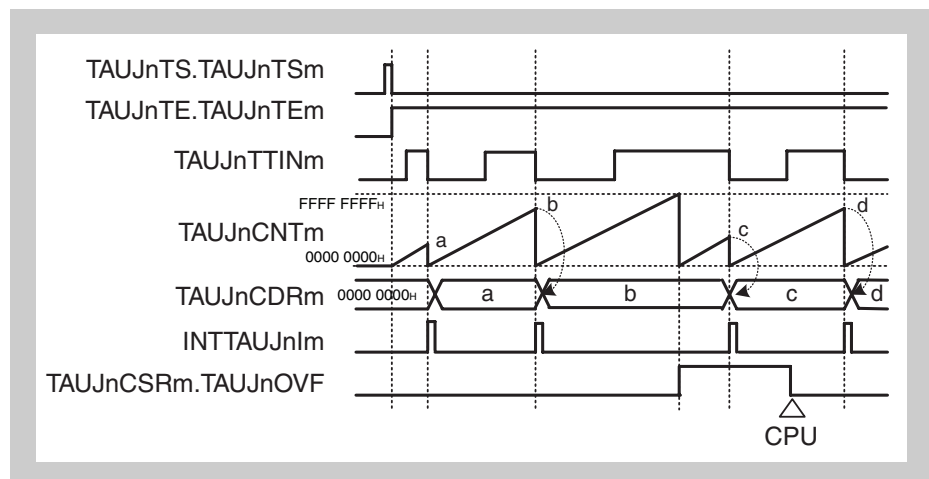 TAUJnTS.TAUJnTSm
TAUJnTE.TAUJnTEm
TAUJnTTINm
FFFF FFFFH
TAUJnCNTm
0000 0000H
a
b
c
d
TAUJnCDRm
0000 0000H
a
b
c
d
INTTAUJnIm
TAUJnCSRm.TAUJnOVF
CPU